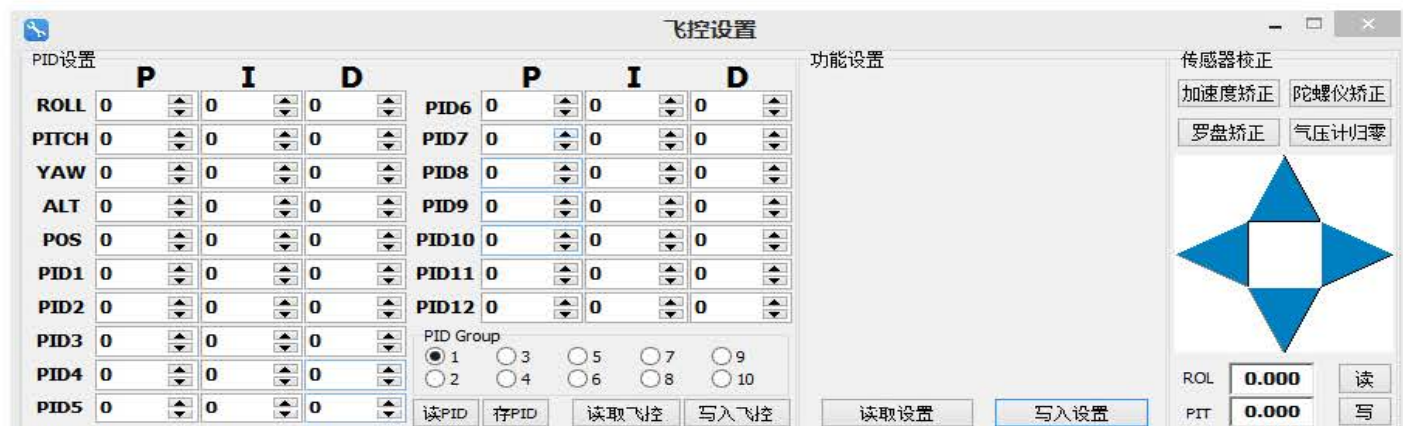 飞控设置
PID设置 功能设置 传感器校正
P I D P I D
ROLL 0 0 0 PID6 0 0 0 加速度矫正 陀螺仪矫正
PITCH 0 0 0 PID7 0 0 0 罗盘矫正 气压计归零
YAW 0 0 0 PID8 0 0 0
ALT 0 0 0 PID9 0 0 0
POS 0 0 0 PID10 0 0 0
PID1 0 0 0 PID11 0 0 0
PID2 0 0 0 PID12 0 0 0
PID3 0 0 0 PID Group
1 3 5 7 9
PID4 0 0 0 2 4 6 8 10 ROL 0.000 读
PID5 0 0 0 读PID 存PID 读取飞控 写入飞控 读取设置 写入设置 PIT 0.000 写